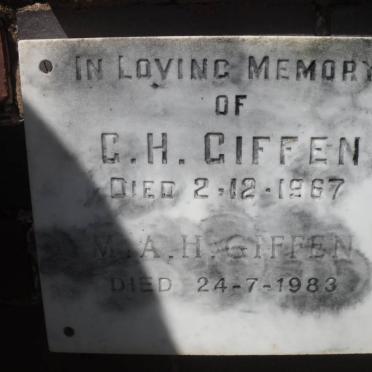 IN LOVING MEMORY
OF
G.H. GIFFEN
DIED 2.12.1967
M.A.H. GIFFEN
DIED 24-7-1983